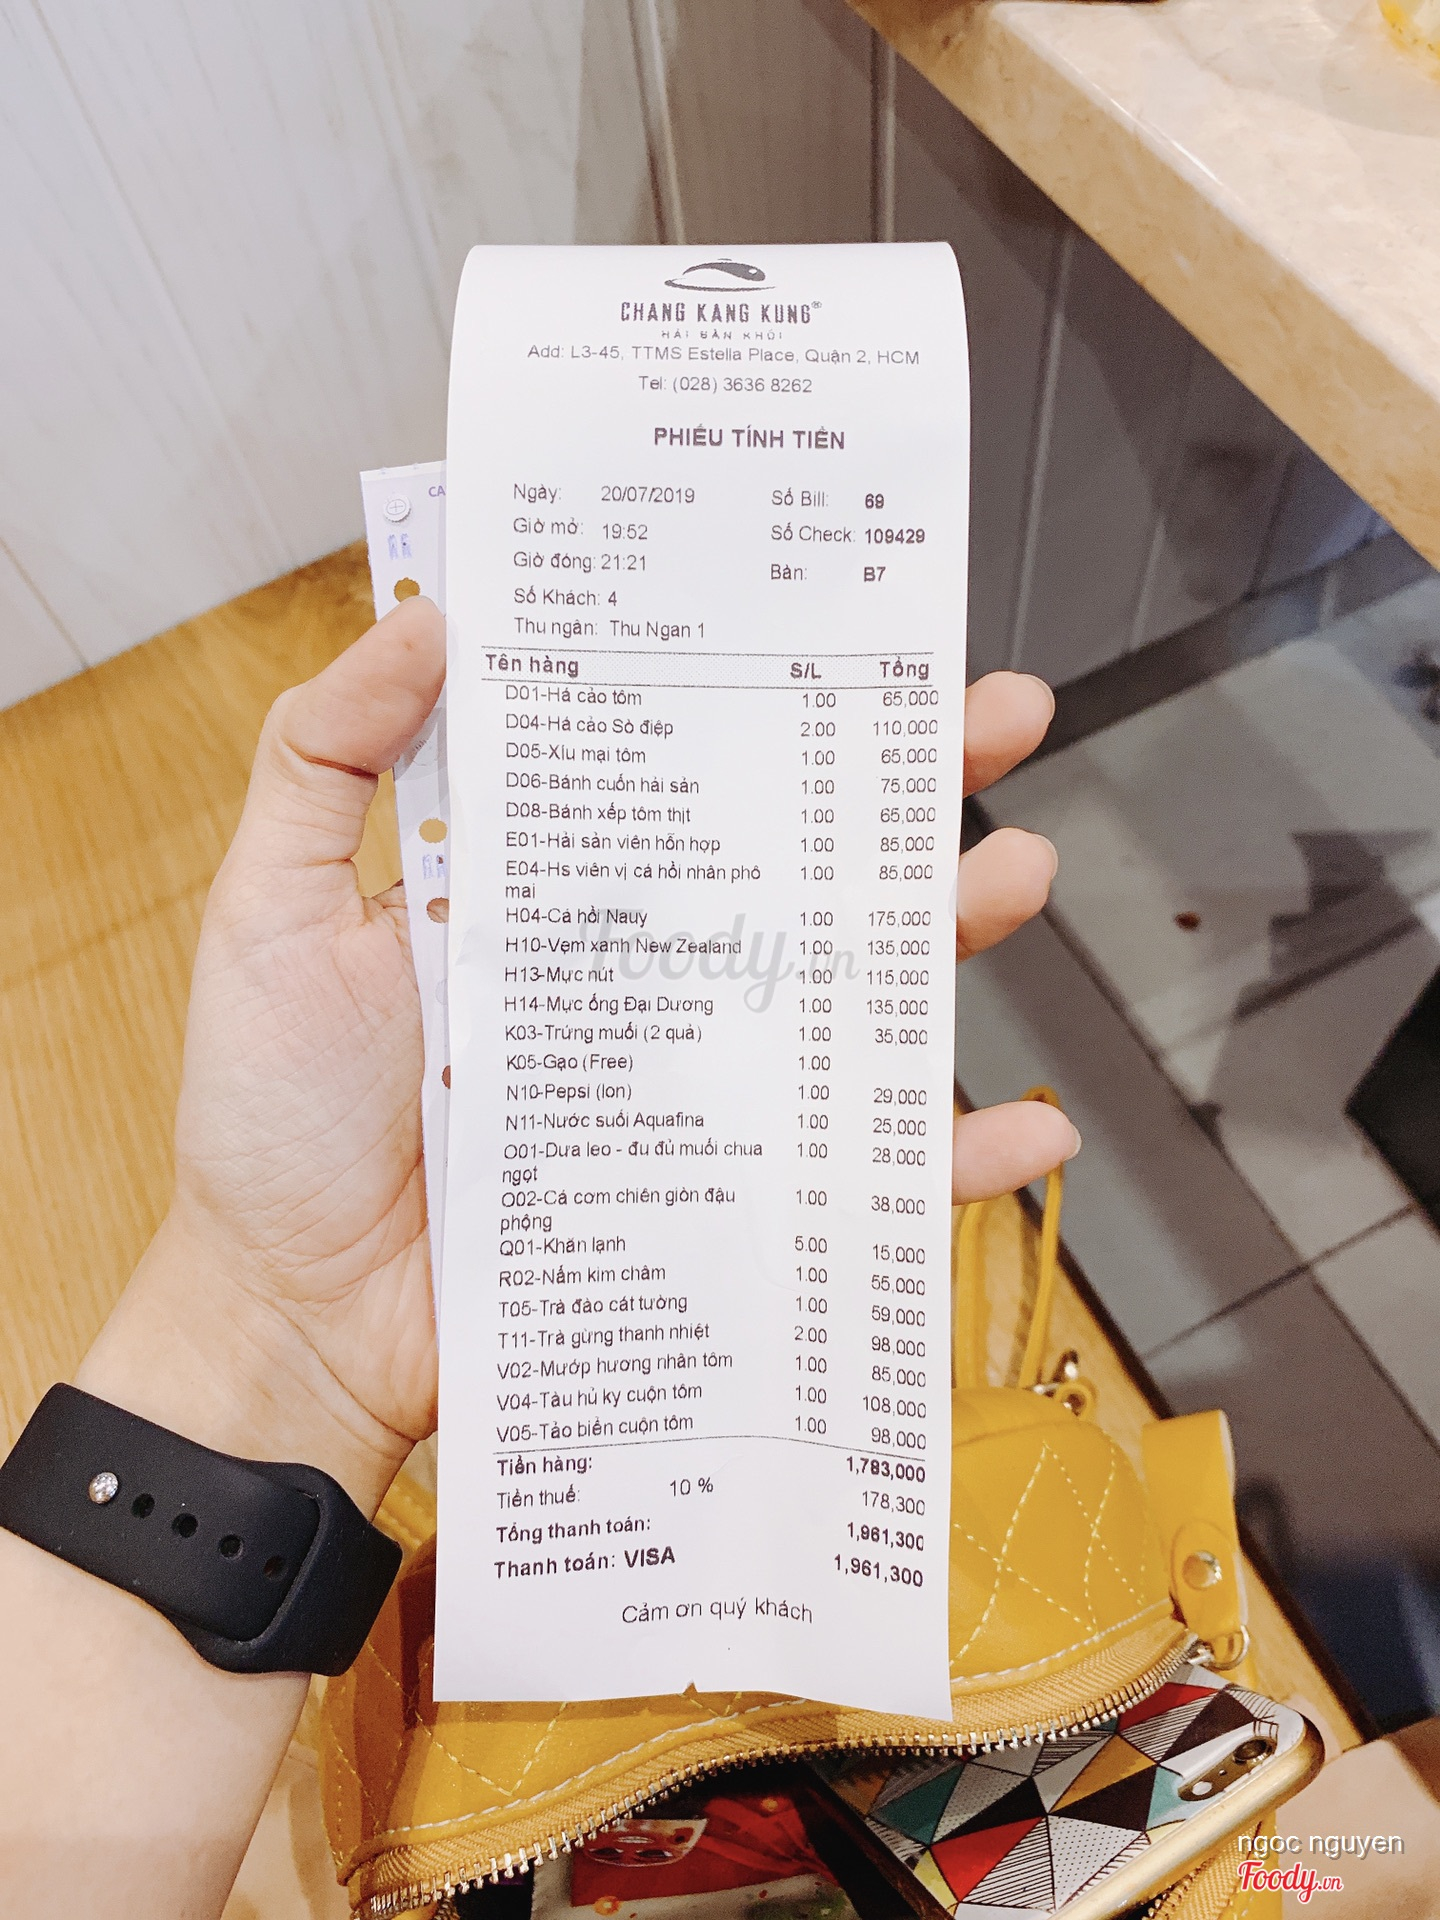 CHANG KANG KUNG®
HẢI SẢN KHÓI
Add: L3-45, TTMS Estella Place, Quận 2, HCM
Tel: (028) 3636 8262
PHIẾU TÍNH TIỀN
Ngày: 20/07/2019 Số Bill: 69
Giờ mở: 19:52 Số Check: 109429
Giờ đóng: 21:21 Bàn: B7
Số Khách: 4
Thu ngân: Thu Ngan 1
Tên hàng S/L Tổng
D01-Há cảo tôm 1.00 65,000
D04-Há cảo Sò điệp 2.00 110,000
D05-Xíu mại tôm 1.00 65,000
D06-Bánh cuốn hải sản 1.00 75,000
D08-Bánh xếp tôm thịt 1.00 65,000
E01-Hải sản viên hỗn hợp 1.00 85,000
E04-Hs viên vị cá hồi nhân phô 1.00 85,000
mai
H04-Cá hồi Nauy 1.00 175,000
H10-Vẹm xanh New Zealand 1.00 135,000
H13-Mực nút 1.00 115,000
H14-Mực ống Đại Dương 1.00 135,000
K03-Trứng muối (2 quả) 1.00 35,000
K05-Gạo (Free) 1.00
N10-Pepsi (lon) 1.00 29,000
N11-Nước suối Aquafina 1.00 25,000
O01-Dưa leo - đu đủ muối chua 1.00 28,000
ngọt
O02-Cá cơm chiên giòn đậu 1.00 38,000
phộng
Q01-Khăn lạnh 5.00 15,000
R02-Nấm kim châm 1.00 55,000
T05-Trà đào cát tường 1.00 59,000
T11-Trà gừng thanh nhiệt 2.00 98,000
V02-Mướp hương nhân tôm 1.00 85,000
V04-Tàu hủ ky cuộn tôm 1.00 108,000
V05-Tảo biển cuộn tôm 1.00 98,000
Tiền hàng: 1,783,000
Tiền thuế: 10 % 178,300
Tổng thanh toán: 1,961,300
Thanh toán: VISA 1,961,300
Cảm ơn quý khách
CA
Foody.vn
ngoc nguyen
Foody.vn